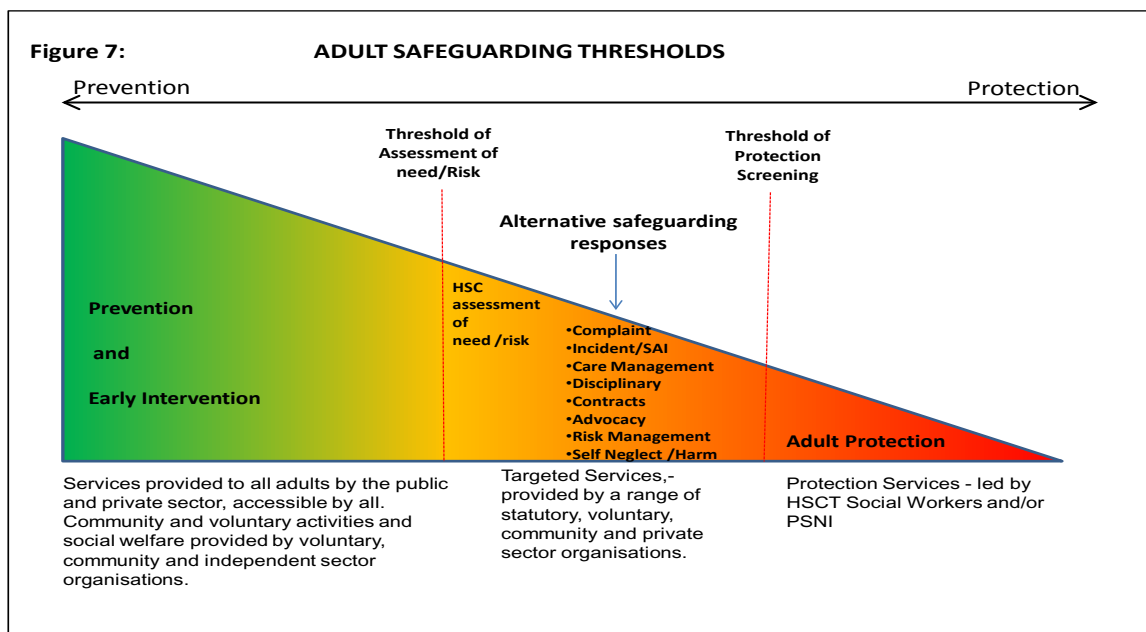 Figure 7: ADULT SAFEGUARDING THRESHOLDS
Prevention Protection
Threshold of
Assessment of
need/Risk
Threshold of
Protection
Screening
Alternative safeguarding
responses
Prevention
and
Early Intervention
HSC
assessment
of
need /risk
•Complaint
•Incident/SAI
•Care Management
•Disciplinary
•Contracts
•Advocacy
•Risk Management
•Self Neglect /Harm
Adult Protection
Services provided to all adults by the public
and private sector, accessible by all.
Community and voluntary activities and
social welfare provided by voluntary,
community and independent sector
organisations.
Targeted Services,-
provided by a range of
statutory, voluntary,
community and private
sector organisations.
Protection Services - led by
HSCT Social Workers and/or
PSNI